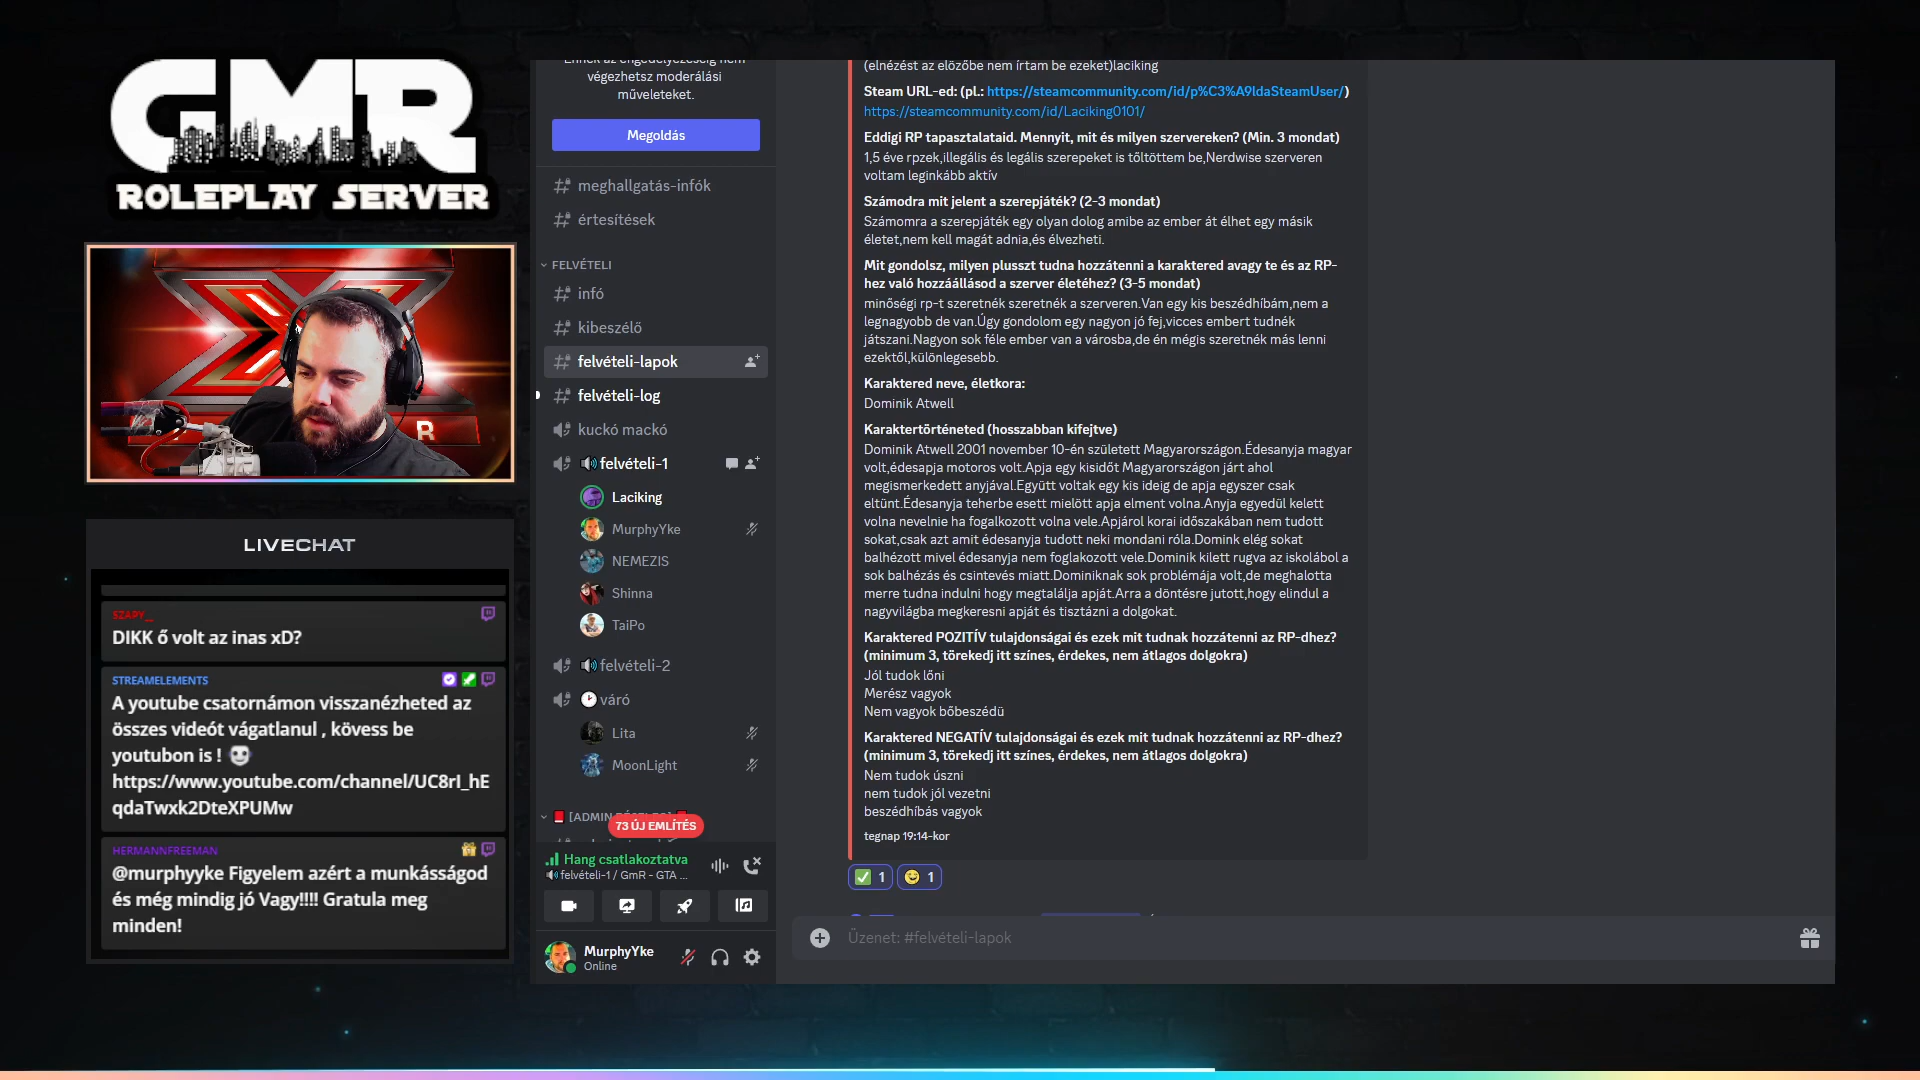 GMR
ROLEPLAY SERVER
R
LIVECHAT
SZAPY__
DIKK ő volt az inas xD?
STREAMELEMENTS
A youtube csatornámon visszanézheted az
összes videót vágatlanul , kövess be
youtubon is !
https://www.youtube.com/channel/UC8rI_hE
qdaTwxk2DteXPUMw
HERMANNFREEMAN
@murphyyke Figyelem azért a munkásságod
és még mindig jó Vagy!!!! Gratula meg
minden!
Ennek az engedélyezéséig nem
végezhetsz moderálási
műveleteket.
Megoldás
meghallgatás-infók
értesítések
FELVÉTELI
infó
kibeszélő
felvételi-lapok
felvételi-log
kuckó mackó
felvételi-1
Laciking
MurphyYke
NEMEZIS
Shinna
TaiPo
felvételi-2
váró
Lita
MoonLight
[ADMIN
73 ÚJ EMLÍTÉS
Hang csatlakoztatva
felvételi-1 / GmR - GTA ...
MurphyYke
Online
(elnézést az elözőbe nem írtam be ezeket)laciking
Steam URL-ed: (pl.: https://steamcommunity.com/id/p%C3%A9ldaSteamUser/)
https://steamcommunity.com/id/Laciking0101/
Eddigi RP tapasztalataid. Mennyit, mit és milyen szervereken? (Min. 3 mondat)
1,5 éve rpzek,illegális és legális szerepeket is töltöttem be,Nerdwise szerveren
voltam leginkább aktív
Számodra mit jelent a szerepjáték? (2-3 mondat)
Számomra a szerepjáték egy olyan dolog amibe az ember át élhet egy másik
életet,nem kell magát adnia,és élvezheti.
Mit gondolsz, milyen plusszt tudna hozzátenni a karaktered avagy te és az RP-
hez való hozzáállásod a szerver életéhez? (3-5 mondat)
minőségi rp-t szeretnék szeretnék a szerveren.Van egy kis beszédhíbám,nem a
legnagyobb de van.Úgy gondolom egy nagyon jó fej,vicces embert tudnék
játszani.Nagyon sok féle ember van a városba,de én mégis szeretnék más lenni
ezektől,különlegesebb.
Karaktered neve, életkora:
Dominik Atwell
Karaktertörténeted (hosszabban kifejtve)
Dominik Atwell 2001 november 10-én született Magyarországon.Édesanyja magyar
volt,édesapja motoros volt.Apja egy kisidőt Magyarországon járt ahol
megismerkedett anyjával.Együtt voltak egy kis ideig de apja egyszer csak
eltünt.Édesanyja teherbe esett mielött apja elment volna.Anyja egyedül kelett
volna nevelnie ha fogalkozott volna vele.Apjárol korai időszakában nem tudott
sokat,csak azt amit édesanyja tudott neki mondani róla.Domink elég sokat
balhézott mivel édesanyja nem foglakozott vele.Dominik kilett rugva az iskolából a
sok balhézás és csintevés miatt.Dominiknak sok problémája volt,de meghalotta
merre tudna indulni hogy megtalálja apját.Arra a döntésre jutott,hogy elindul a
nagyvilágba megkeresni apját és tisztázni a dolgokat.
Karaktered POZITÍV tulajdonságai és ezek mit tudnak hozzátenni az RP-dhez?
(minimum 3, törekedj itt színes, érdekes, nem átlagos dolgokra)
Jól tudok lőni
Merész vagyok
Nem vagyok bőbeszédü
Karaktered NEGATÍV tulajdonságai és ezek mit tudnak hozzátenni az RP-dhez?
(minimum 3, törekedj itt színes, érdekes, nem átlagos dolgokra)
Nem tudok úszni
nem tudok jól vezetni
beszédhíbás vagyok
tegnap 19:14-kor
1
1
Üzenet: #felvételi-lapok